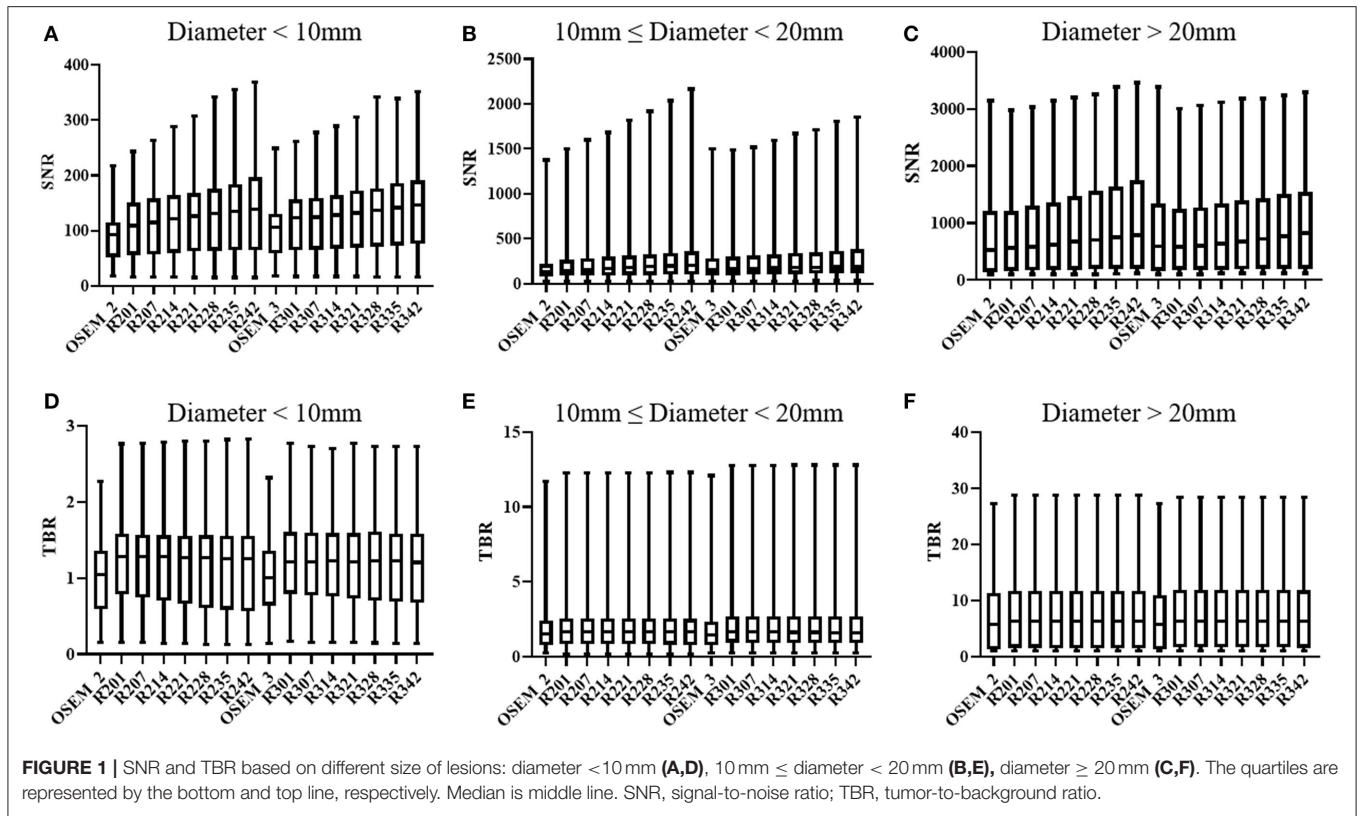 A
Diameter < 10mm
SNR
400
300
200
100
0
OSEM_2
R201
R207
R214
R221
R228
R235
R242
OSEM_3
R301
R307
R314
R321
R328
R335
R342
B
10mm ≤ Diameter < 20mm
SNR
2500
2000
1500
1000
500
0
OSEM_2
R201
R207
R214
R221
R228
R235
R242
OSEM_3
R301
R307
R314
R321
R328
R335
R342
C
Diameter > 20mm
SNR
4000
3000
2000
1000
0
OSEM_2
R201
R207
R214
R221
R228
R235
R242
OSEM_3
R301
R307
R314
R321
R328
R335
R342
D
Diameter < 10mm
TBR
3
2
1
0
OSEM_2
R201
R207
R214
R221
R228
R235
R242
OSEM_3
R301
R307
R314
R321
R328
R335
R342
E
10mm ≤ Diameter < 20mm
TBR
15
10
5
0
OSEM_2
R201
R207
R214
R221
R228
R235
R242
OSEM_3
R301
R307
R314
R321
R328
R335
R342
F
Diameter > 20mm
TBR
40
30
20
10
0
OSEM_2
R201
R207
R214
R221
R228
R235
R242
OSEM_3
R301
R307
R314
R321
R328
R335
R342
FIGURE 1 | SNR and TBR based on different size of lesions: diameter <10 mm (A,D), 10 mm ≤ diameter < 20 mm (B,E), diameter ≥ 20 mm (C,F). The quartiles are
represented by the bottom and top line, respectively. Median is middle line. SNR, signal-to-noise ratio; TBR, tumor-to-background ratio.